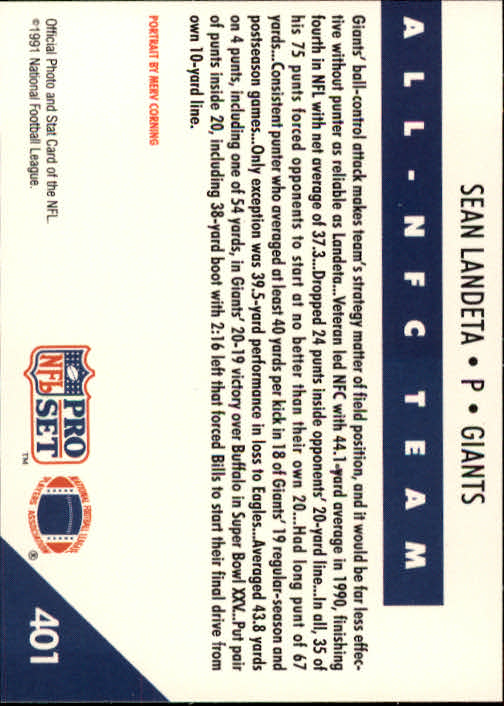 SEAN LANDETA • P • GIANTS
ALL-NFC TEAM
Giants' ball-control attack makes team's strategy matter of field position, and it would be far less effec-
tive without punter as reliable as Landeta...Veteran led NFC with 44.1-yard average in 1990, finishing
fourth in NFL with net average of 37.3...Dropped 24 punts inside opponents' 20-yard line...In all, 35 of
his 75 punts forced opponents to start at no better than their own 20...Had long punt of 67
yards...Consistent punter who averaged at least 40 yards per kick in 18 of Giants' 19 regular-season and
postseason games...Only exception was 39.5-yard performance in loss to Eagles...Averaged 43.8 yards
on 4 punts, including one of 54 yards, in Giants' 20-19 victory over Buffalo in Super Bowl XXV...Put pair
of punts inside 20, including 38-yard boot with 2:16 left that forced Bills to start their final drive from
own 10-yard line.
PORTRAIT BY MERV CORNING
Official Photo and Stat Card of the NFL.
©1991 National Football League.
PRO
NFL
SET
™
NATIONAL FOOTBALL LEAGUE
PLAYERS ASSOCIATION
®
401